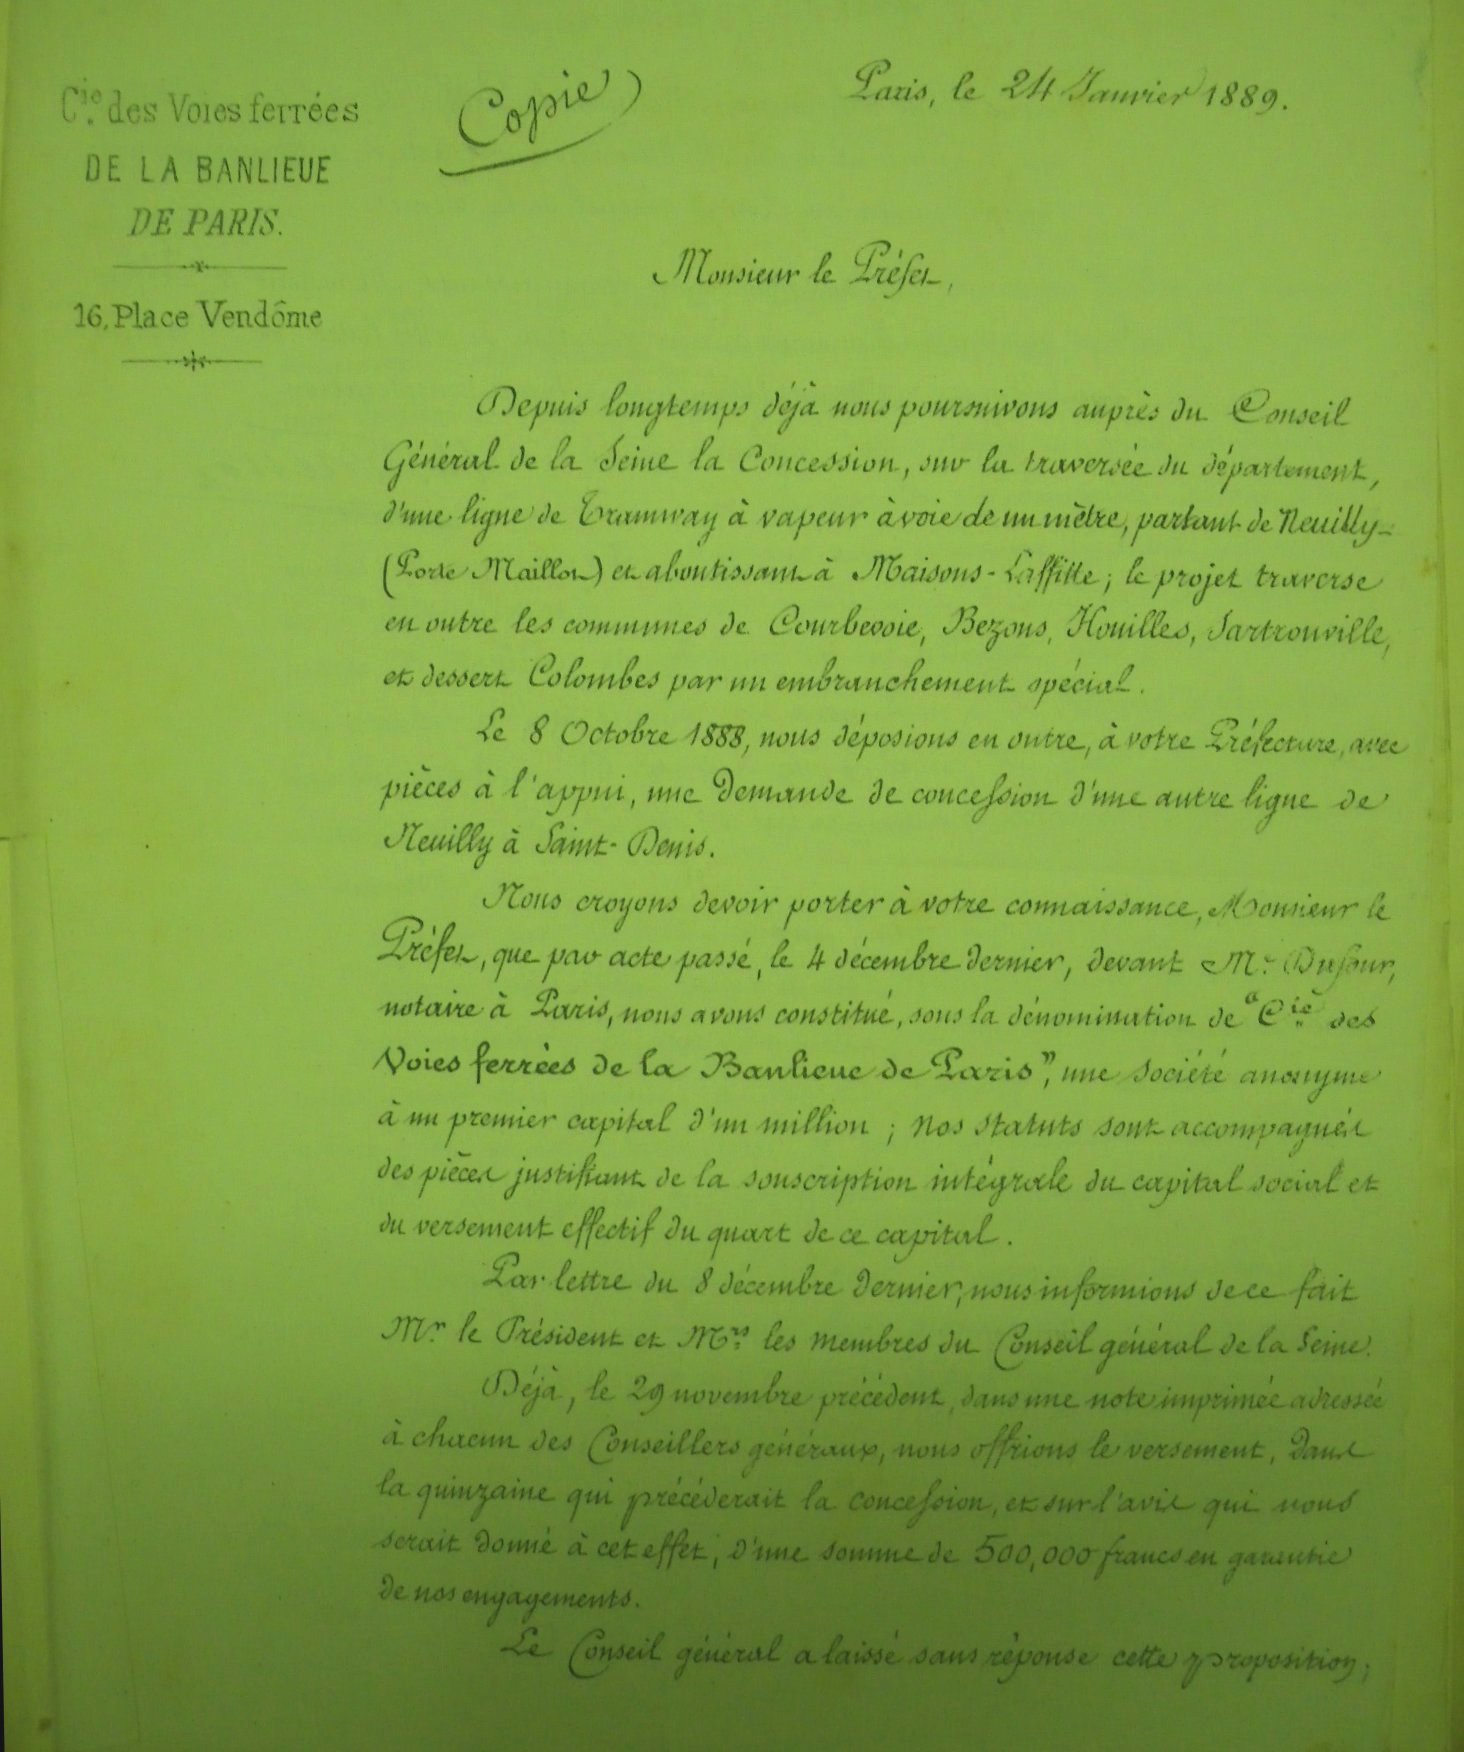 Cie des Voies ferrées
DE LA BANLIEUE
DE PARIS.
16, Place Vendôme
Copie
Paris, le 24 Janvier 1889.
Monsieur le Préfet,
Depuis longtemps déjà nous poursuivons auprès du Conseil
Général de la Seine la Concession, sur la traversée du département,
d'une ligne de Tramway à vapeur à voie de un mètre, partant de Neuilly-
(Porte Maillot) et aboutissant à Maisons-Laffitte; le projet traverse
en outre les communes de Courbevoie, Bezons, Houilles, Sartrouville,
et dessert Colombes par un embranchement spécial.
Le 8 Octobre 1888, nous déposions en outre, à votre Préfecture, avec
pièces à l'appui, une Demande de concession d'une autre ligne de
Neuilly à Saint-Denis.
Nous croyons devoir porter à votre connaissance, Monsieur le
Préfet, que par acte passé, le 4 décembre dernier, devant Me Dufour,
notaire à Paris, nous avons constitué, sous la dénomination de "Cie des
Voies ferrées de la Banlieue de Paris", une Société anonyme
à un premier capital d'un million; nos statuts sont accompagnés
des pièces justifiant de la souscription intégrale du capital social et
du versement effectif du quart de ce capital.
Par lettre du 8 décembre dernier, nous informions de ce fait
Mr le Président et Mrs les membres du Conseil général de la Seine.
Déjà, le 29 novembre précédent, dans une note imprimée adressée
à chacun des Conseillers généraux, nous offrions le versement, Dans
la quinzaine qui précéderait la concession, et sur l'avis qui nous
serait donné à cet effet, d'une somme de 500,000 francs en garantie
de nos engagements.
Le Conseil général a laissé sans réponse cette proposition;